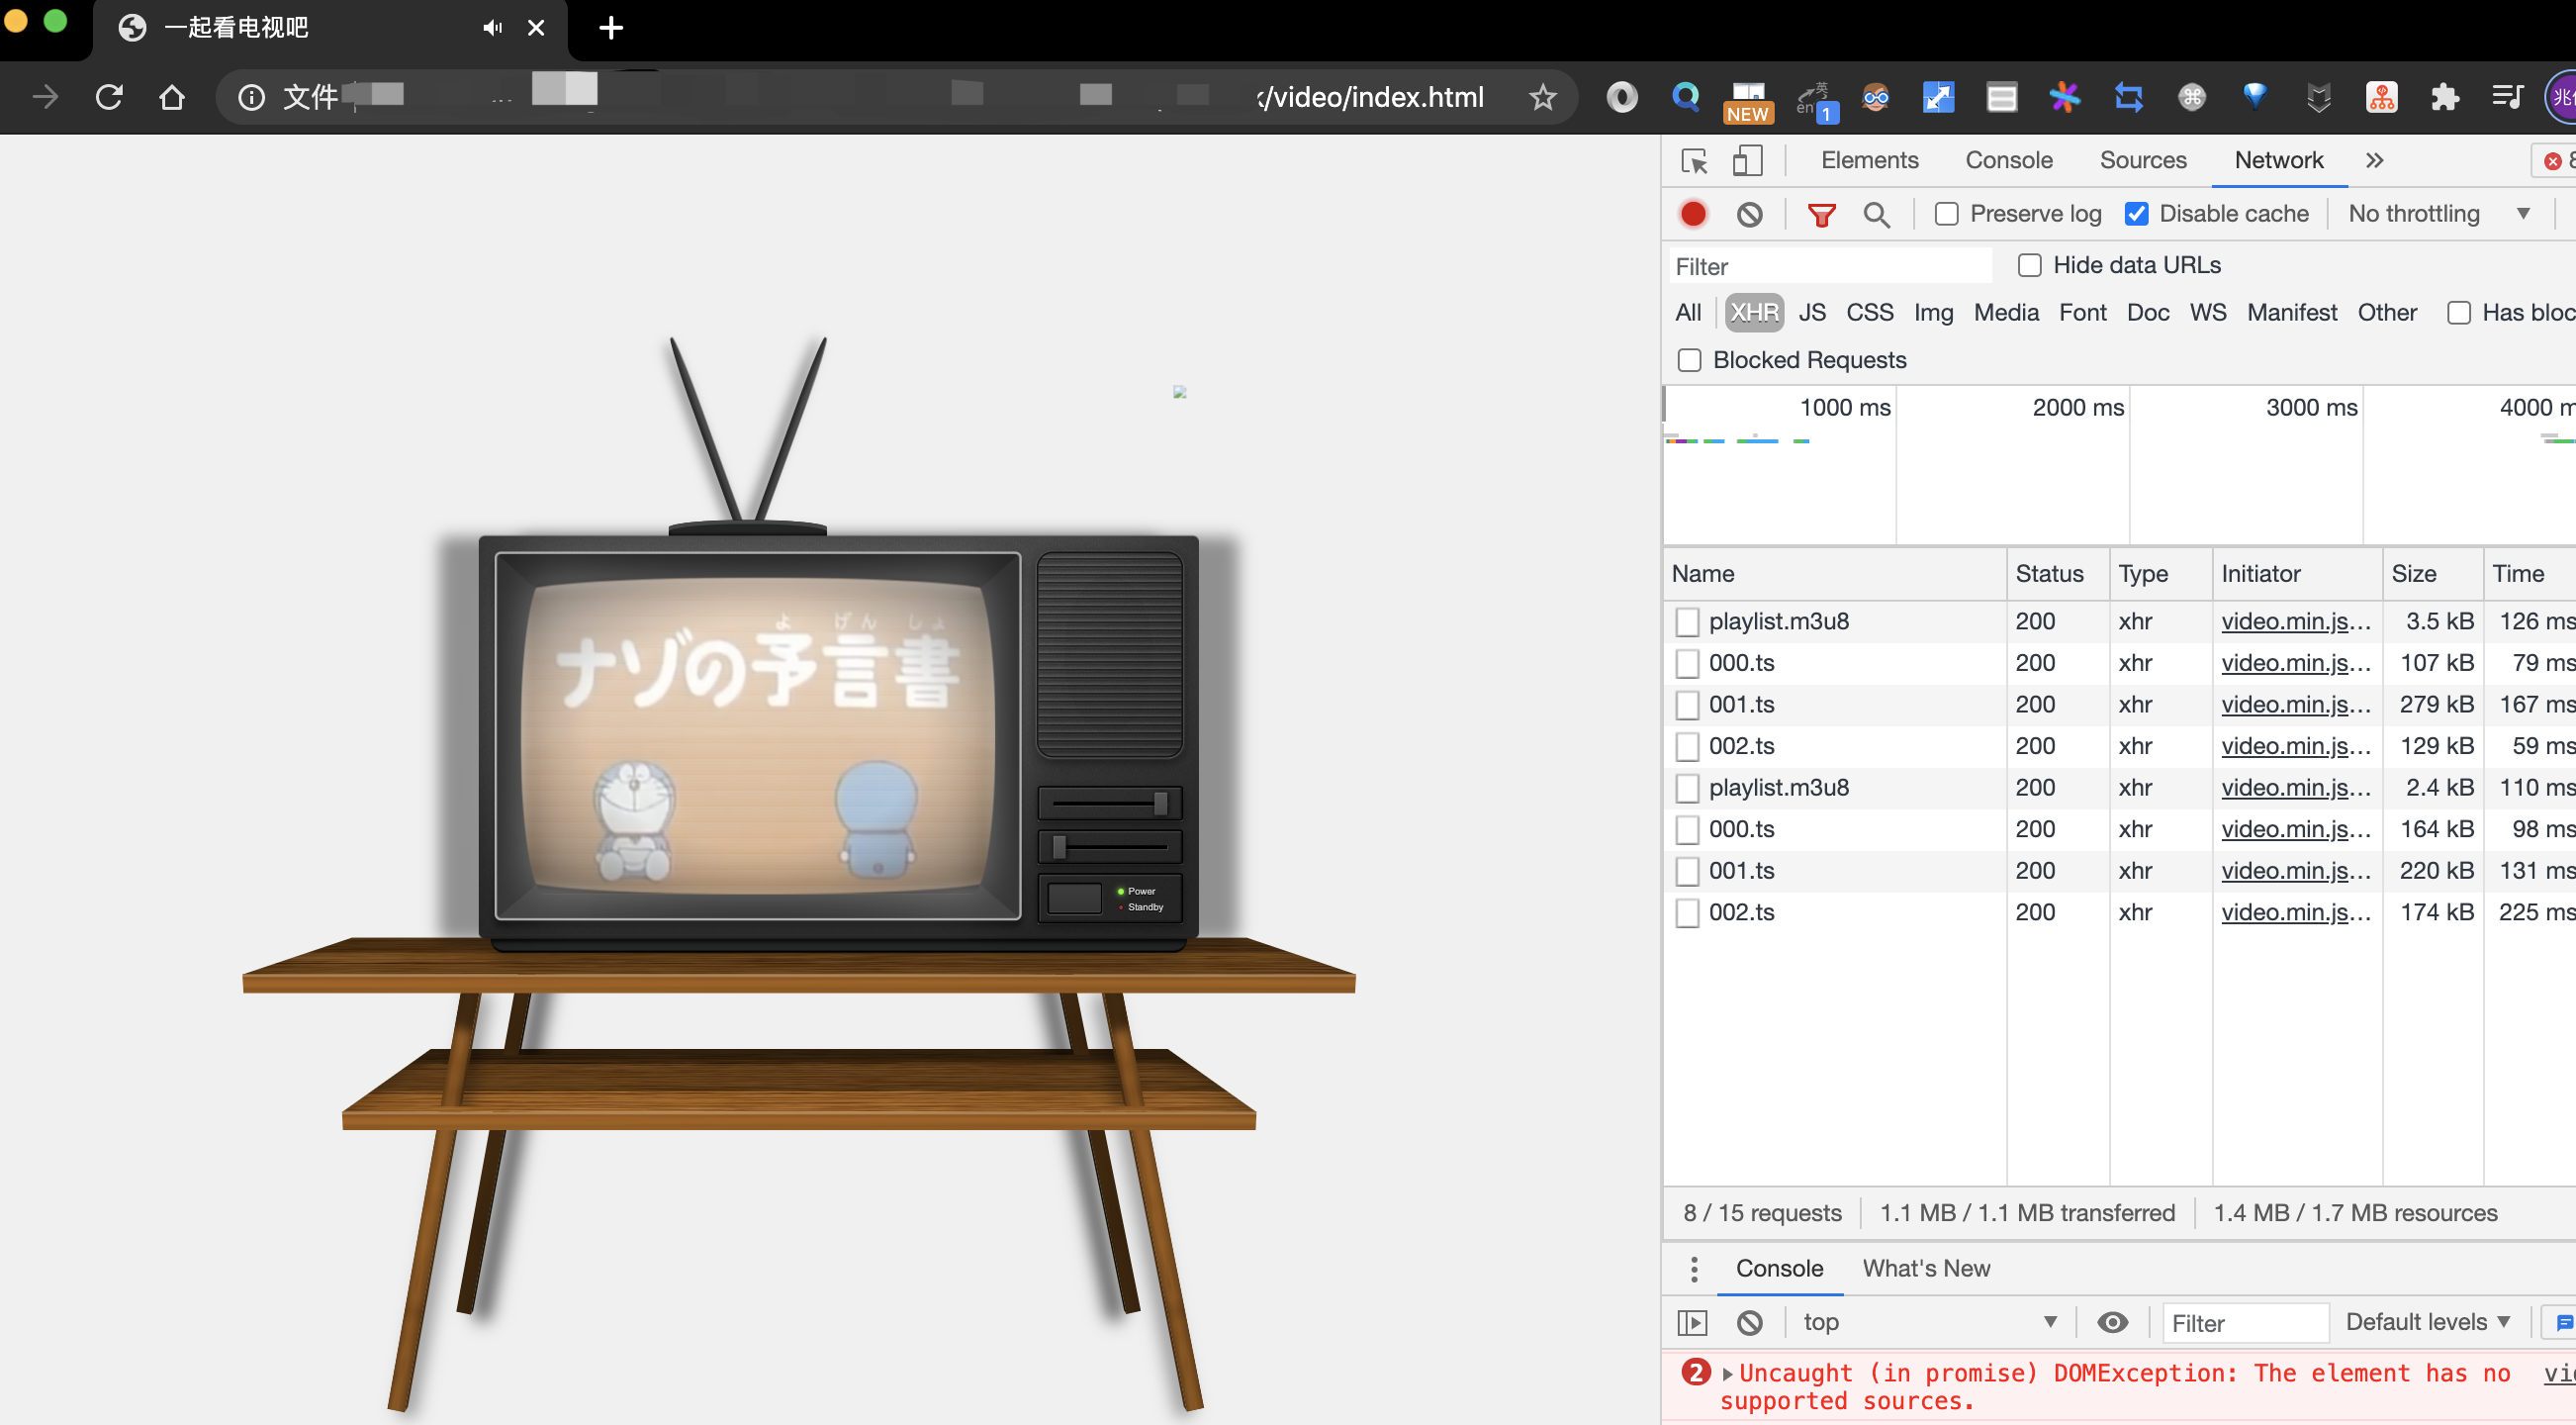 一起看电视吧
文件
/video/index.html
NEW
英
en
1
兆
Elements Console Sources Network
Preserve log Disable cache No throttling
Filter Hide data URLs
All XHR JS CSS Img Media Font Doc WS Manifest Other Has bloc
Blocked Requests
1000 ms 2000 ms 3000 ms 4000 m
Name Status Type Initiator Size Time
playlist.m3u8 200 xhr video.min.js… 3.5 kB 126 ms
000.ts 200 xhr video.min.js… 107 kB 79 ms
001.ts 200 xhr video.min.js… 279 kB 167 ms
002.ts 200 xhr video.min.js… 129 kB 59 ms
playlist.m3u8 200 xhr video.min.js… 2.4 kB 110 ms
000.ts 200 xhr video.min.js… 164 kB 98 ms
001.ts 200 xhr video.min.js… 220 kB 131 ms
002.ts 200 xhr video.min.js… 174 kB 225 ms
8 / 15 requests 1.1 MB / 1.1 MB transferred 1.4 MB / 1.7 MB resources
Console What's New
top Filter Default levels
2 Uncaught (in promise) DOMException: The element has no vid
supported sources.
よ げん しょ
ナゾの予言書
Power
Standby